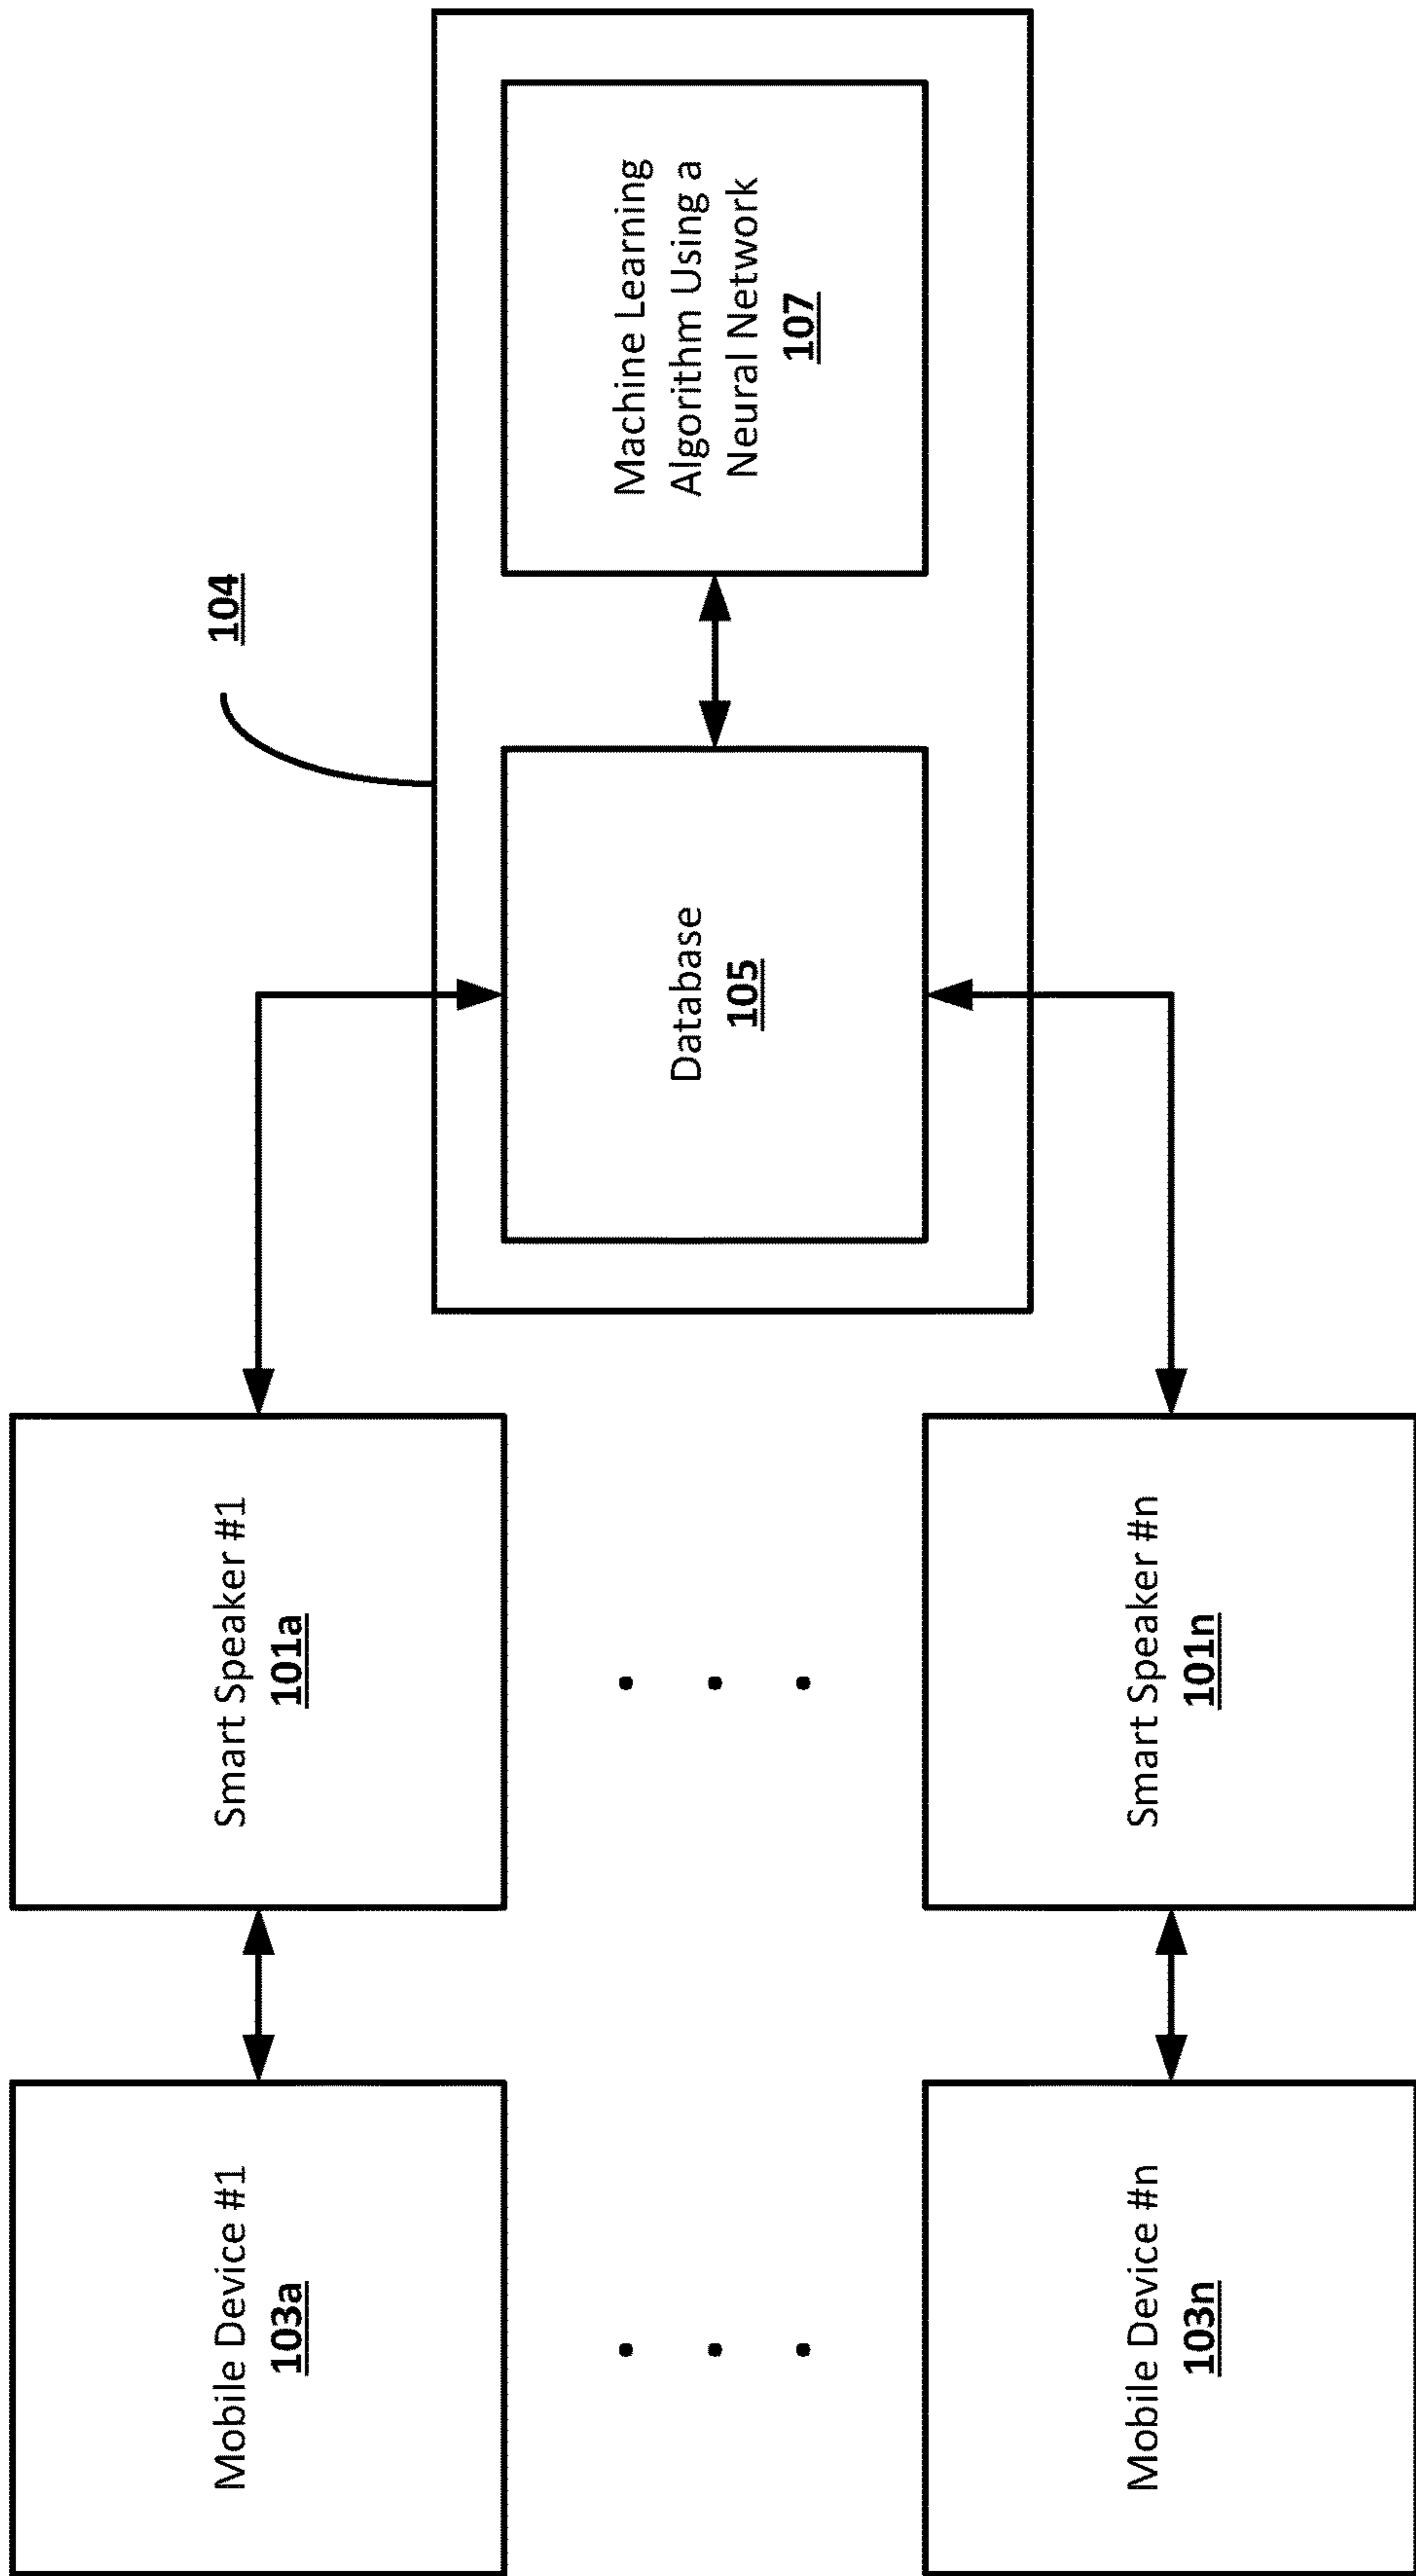 Mobile Device #1
103a
Smart Speaker #1
101a
104
Database
105
Machine Learning
Algorithm Using a
Neural Network
107
Mobile Device #n
103n
Smart Speaker #n
101n